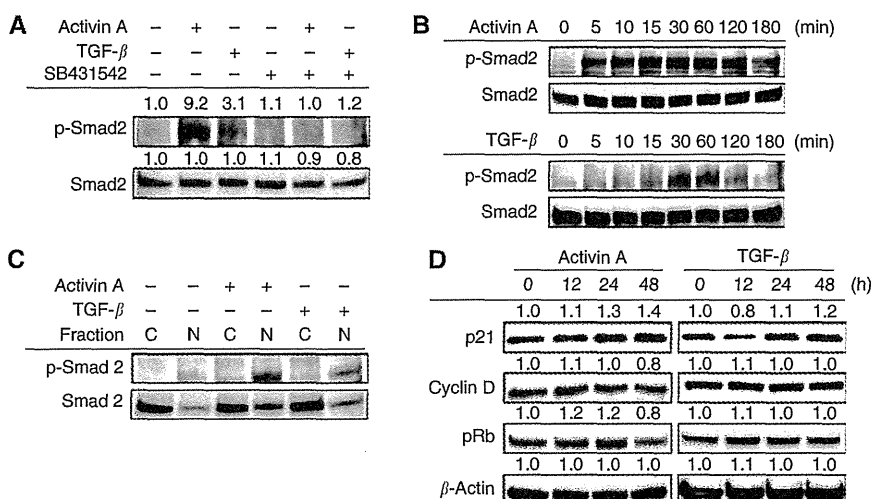 A
Activin A – + – – + –
TGF-β – – + – – +
SB431542 – – – + + +
1.0 9.2 3.1 1.1 1.0 1.2
p-Smad2
1.0 1.0 1.0 1.1 0.9 0.8
Smad2
B
Activin A 0 5 10 15 30 60 120 180 (min)
p-Smad2
Smad2
TGF-β 0 5 10 15 30 60 120 180 (min)
p-Smad2
Smad2
C
Activin A – – + + – –
TGF-β – – – – + +
Fraction C N C N C N
p-Smad 2
Smad 2
D
Activin A TGF-β
0 12 24 48 0 12 24 48 (h)
1.0 1.1 1.3 1.4 1.0 0.8 1.1 1.2
p21
1.0 1.1 1.0 0.8 1.0 1.1 1.0 1.0
Cyclin D
1.0 1.2 1.2 0.8 1.0 1.1 1.0 1.0
pRb
1.0 1.0 1.0 1.0 1.0 1.1 1.0 1.0
β-Actin